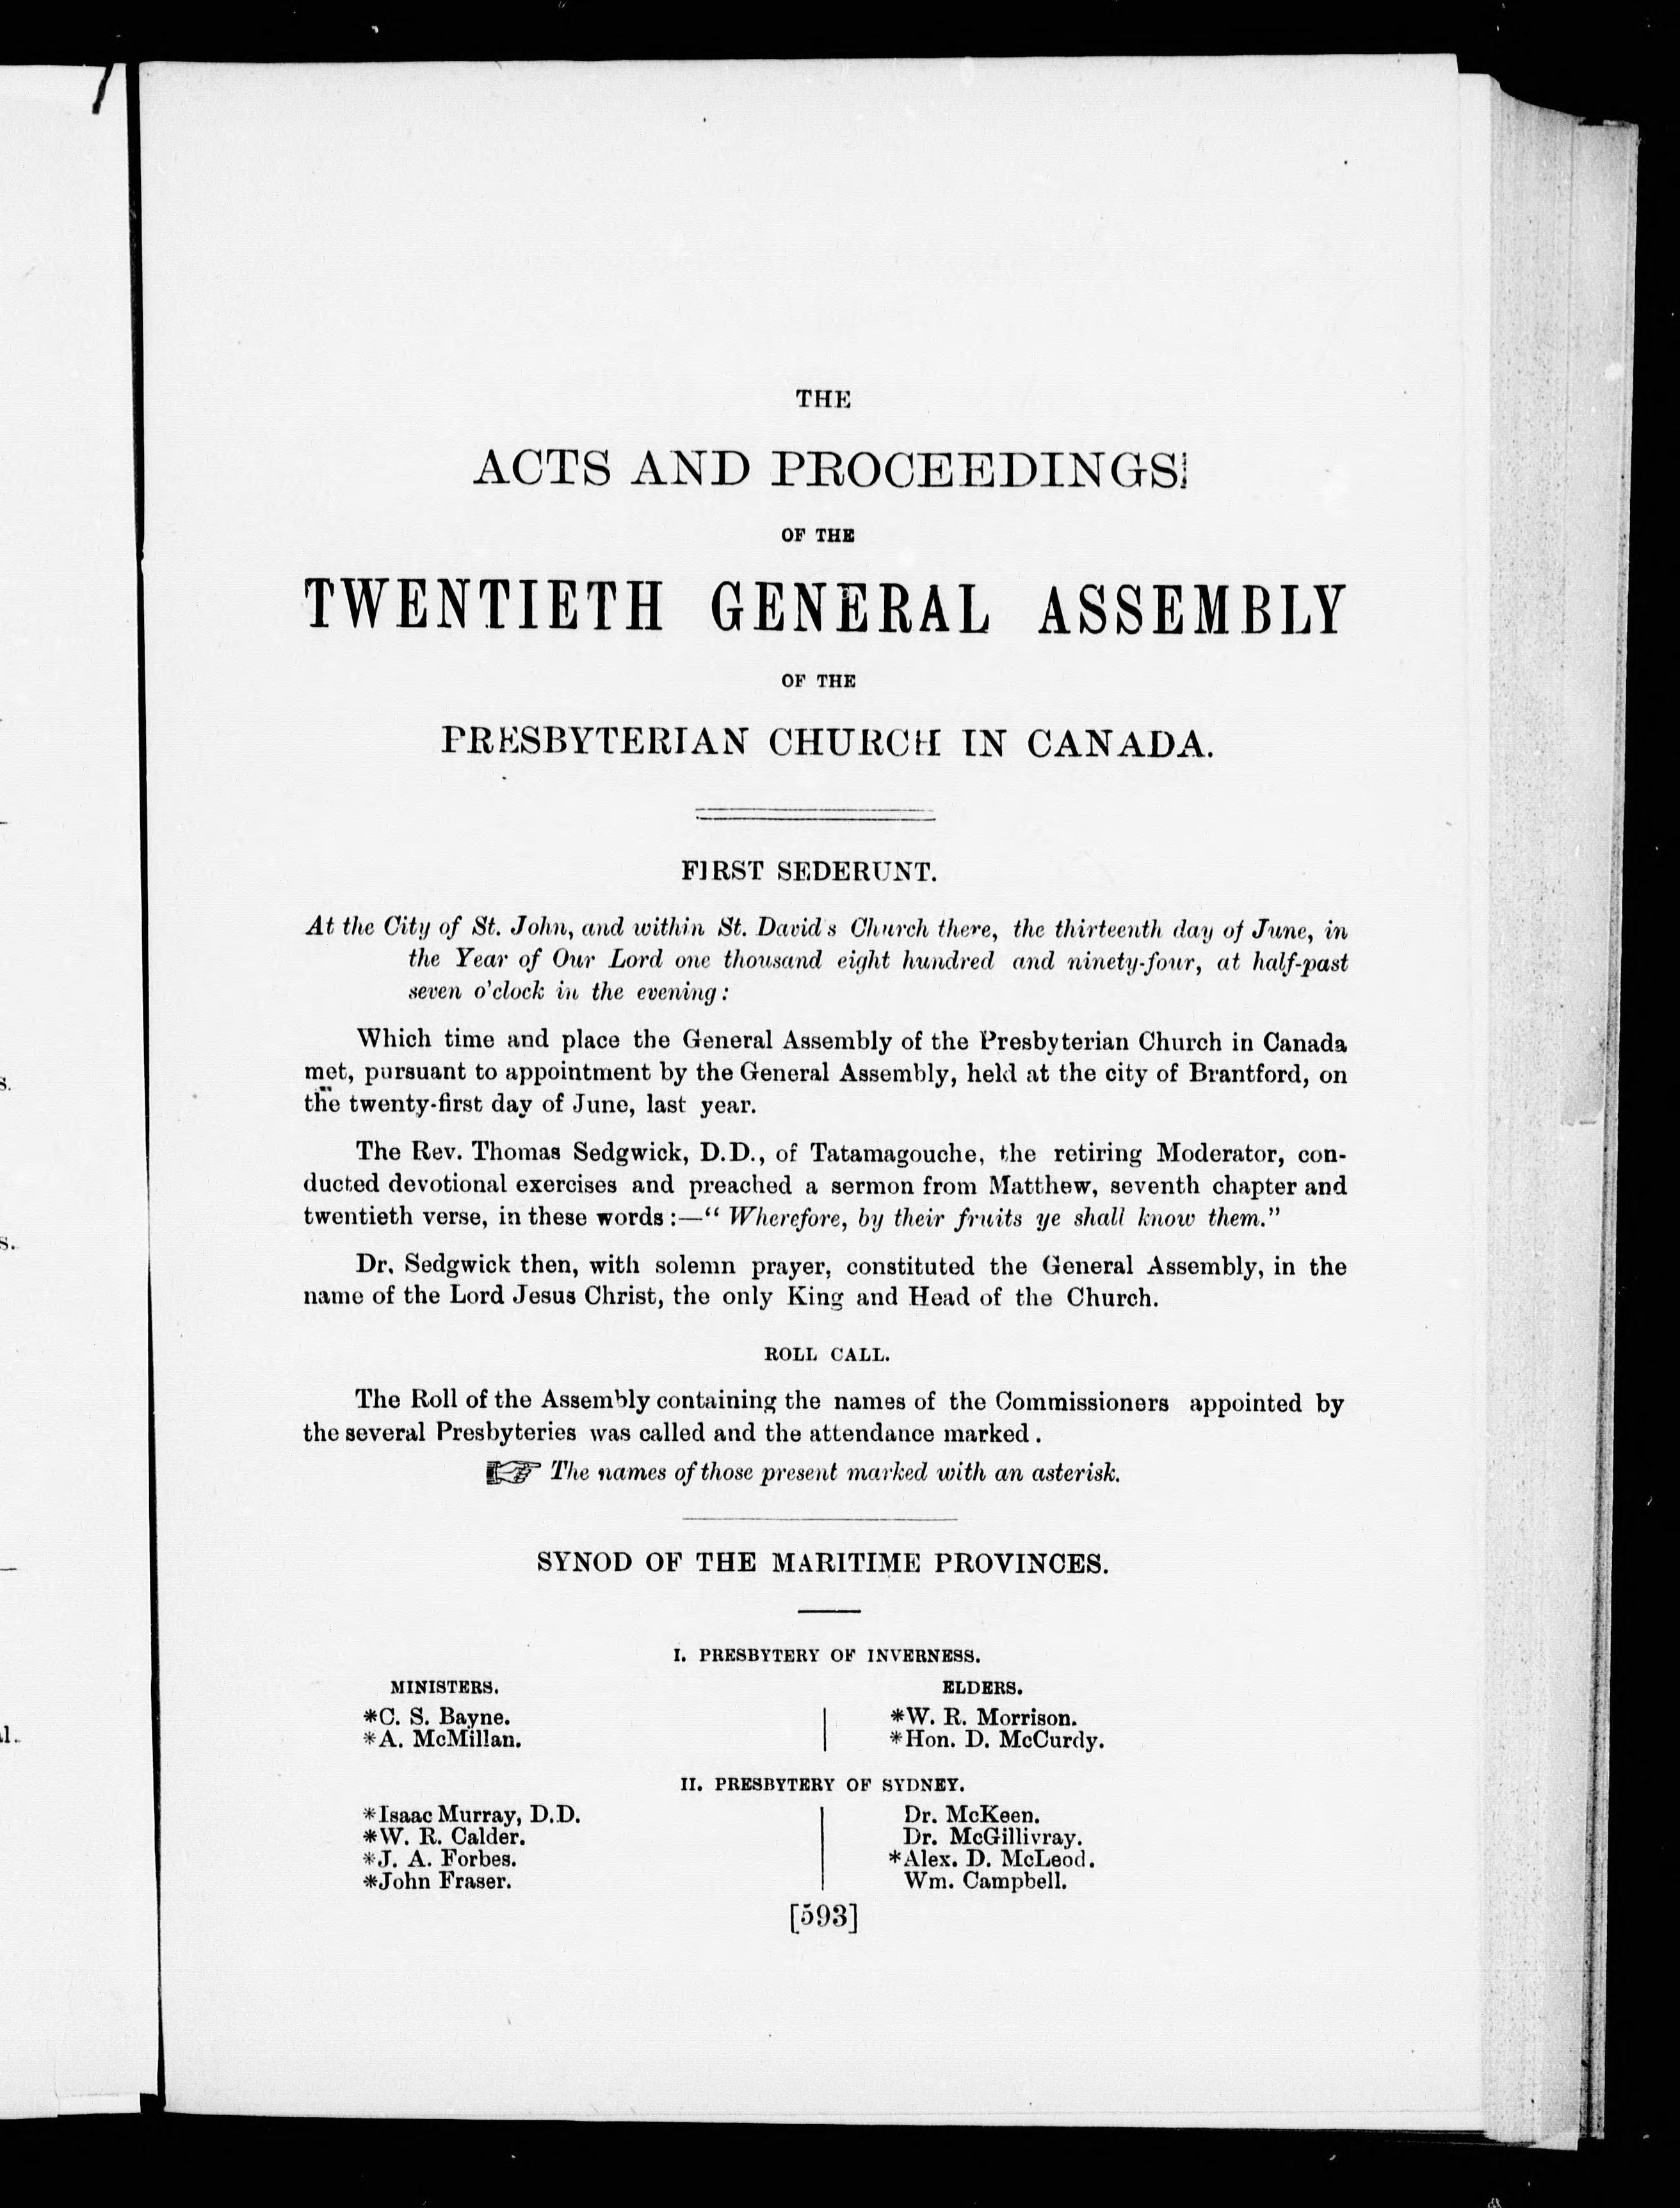 THE
ACTS AND PROCEEDINGS
OF THE
TWENTIETH GENERAL ASSEMBLY
OF THE
PRESBYTERIAN CHURCH IN CANADA.
FIRST SEDERUNT.
At the City of St. John, and within St. David's Church there, the thirteenth day of June, in
the Year of Our Lord one thousand eight hundred and ninety-four, at half-past
seven o'clock in the evening:
Which time and place the General Assembly of the Presbyterian Church in Canada
met, pursuant to appointment by the General Assembly, held at the city of Brantford, on
the twenty-first day of June, last year.
The Rev. Thomas Sedgwick, D.D., of Tatamagouche, the retiring Moderator, con-
ducted devotional exercises and preached a sermon from Matthew, seventh chapter and
twentieth verse, in these words:—"Wherefore, by their fruits ye shall know them."
Dr. Sedgwick then, with solemn prayer, constituted the General Assembly, in the
name of the Lord Jesus Christ, the only King and Head of the Church.
ROLL CALL.
The Roll of the Assembly containing the names of the Commissioners appointed by
the several Presbyteries was called and the attendance marked.
☞ The names of those present marked with an asterisk.
SYNOD OF THE MARITIME PROVINCES.
I. PRESBYTERY OF INVERNESS.
MINISTERS.
*C. S. Bayne.
*A. McMillan.
ELDERS.
*W. R. Morrison.
*Hon. D. McCurdy.
II. PRESBYTERY OF SYDNEY.
*Isaac Murray, D.D.
*W. R. Calder.
*J. A. Forbes.
*John Fraser.
Dr. McKeen.
Dr. McGillivray.
*Alex. D. McLeod.
Wm. Campbell.
[593]